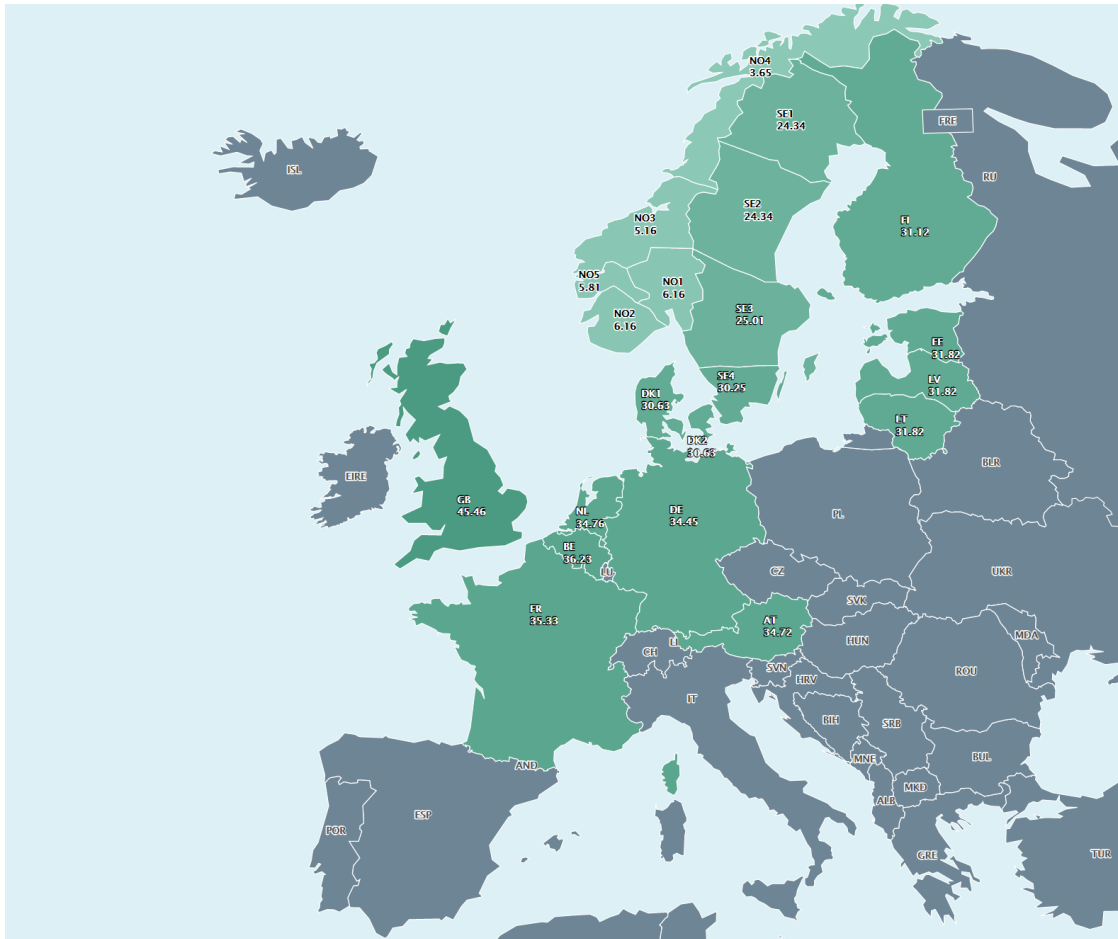 NO4
3.65
SE1
24.34
FRE
ISL
RU
SE2
24.34
NO3
5.16
FI
31.12
NO5
5.81
NO1
6.16
NO2
6.16
SE3
25.01
EE
31.82
SE4
30.25
LV
31.82
DK1
30.63
LT
31.82
DK2
30.63
BLR
EIRE
GB
45.46
NL
34.76
DE
34.45
PL
BE
36.23
LU
CZ
UKR
SVK
FR
35.33
AT
34.72
MDA
HUN
CH
LI
SVN
HRV
ROU
IT
BIH
SRB
MNE
BUL
AND
MKD
ALB
ESP
POR
GRE
TUR